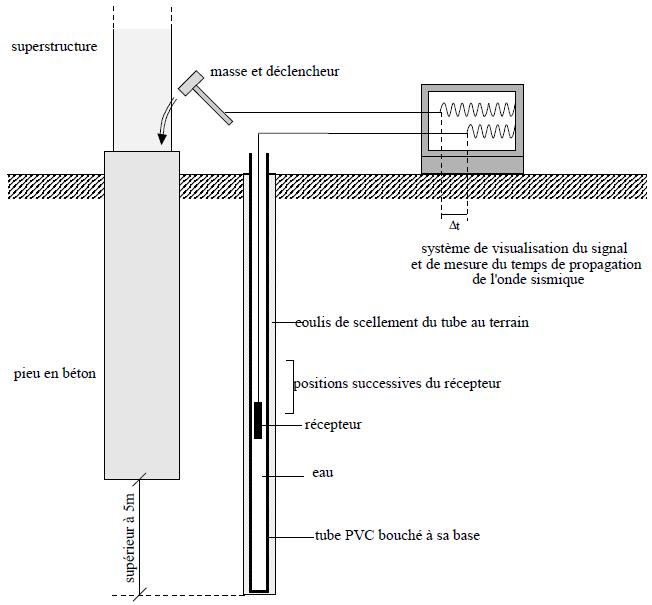 superstructure
masse et déclencheur
Δt
système de visualisation du signal
et de mesure du temps de propagation
de l'onde sismique
coulis de scellement du tube au terrain
pieu en béton
positions successives du récepteur
récepteur
eau
supérieur à 5m
tube PVC bouché à sa base